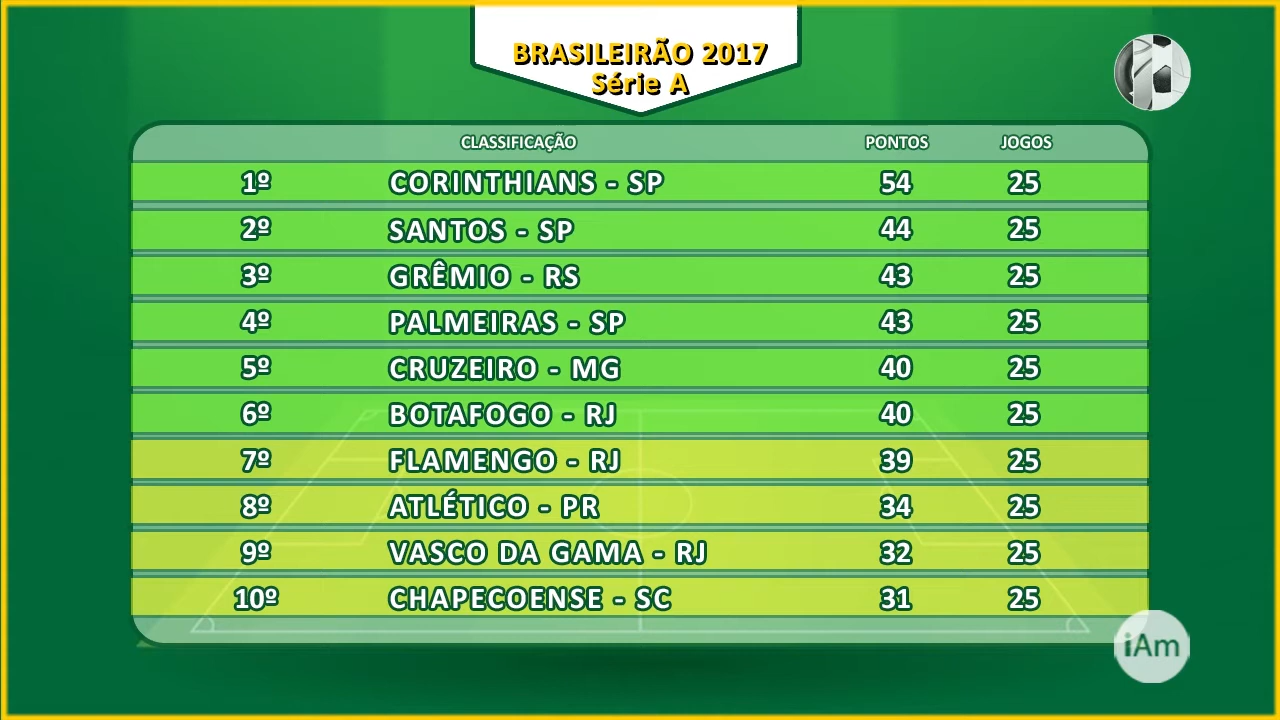 BRASILEIRÃO 2017
Série A
CLASSIFICAÇÃO PONTOS JOGOS
1º CORINTHIANS - SP 54 25
2º SANTOS - SP 44 25
3º GRÊMIO - RS 43 25
4º PALMEIRAS - SP 43 25
5º CRUZEIRO - MG 40 25
6º BOTAFOGO - RJ 40 25
7º FLAMENGO - RJ 39 25
8º ATLÉTICO - PR 34 25
9º VASCO DA GAMA - RJ 32 25
10º CHAPECOENSE - SC 31 25
iAm